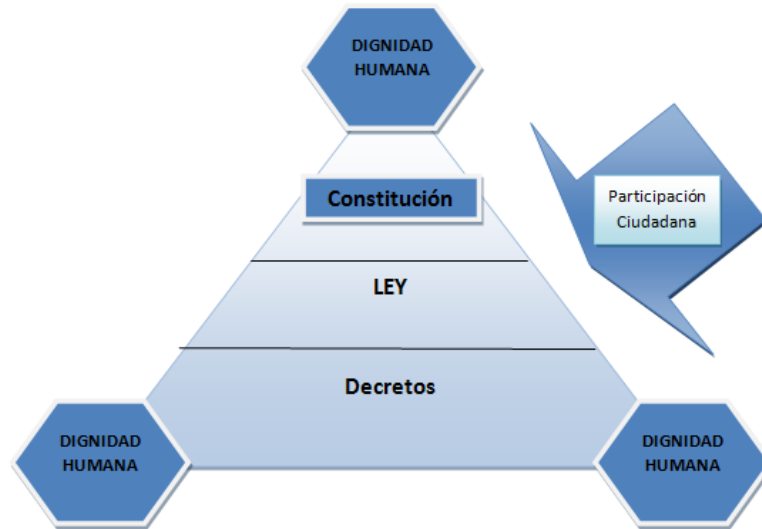 DIGNIDAD
HUMANA
Constitución
Participación
Ciudadana
LEY
Decretos
DIGNIDAD
HUMANA
DIGNIDAD
HUMANA